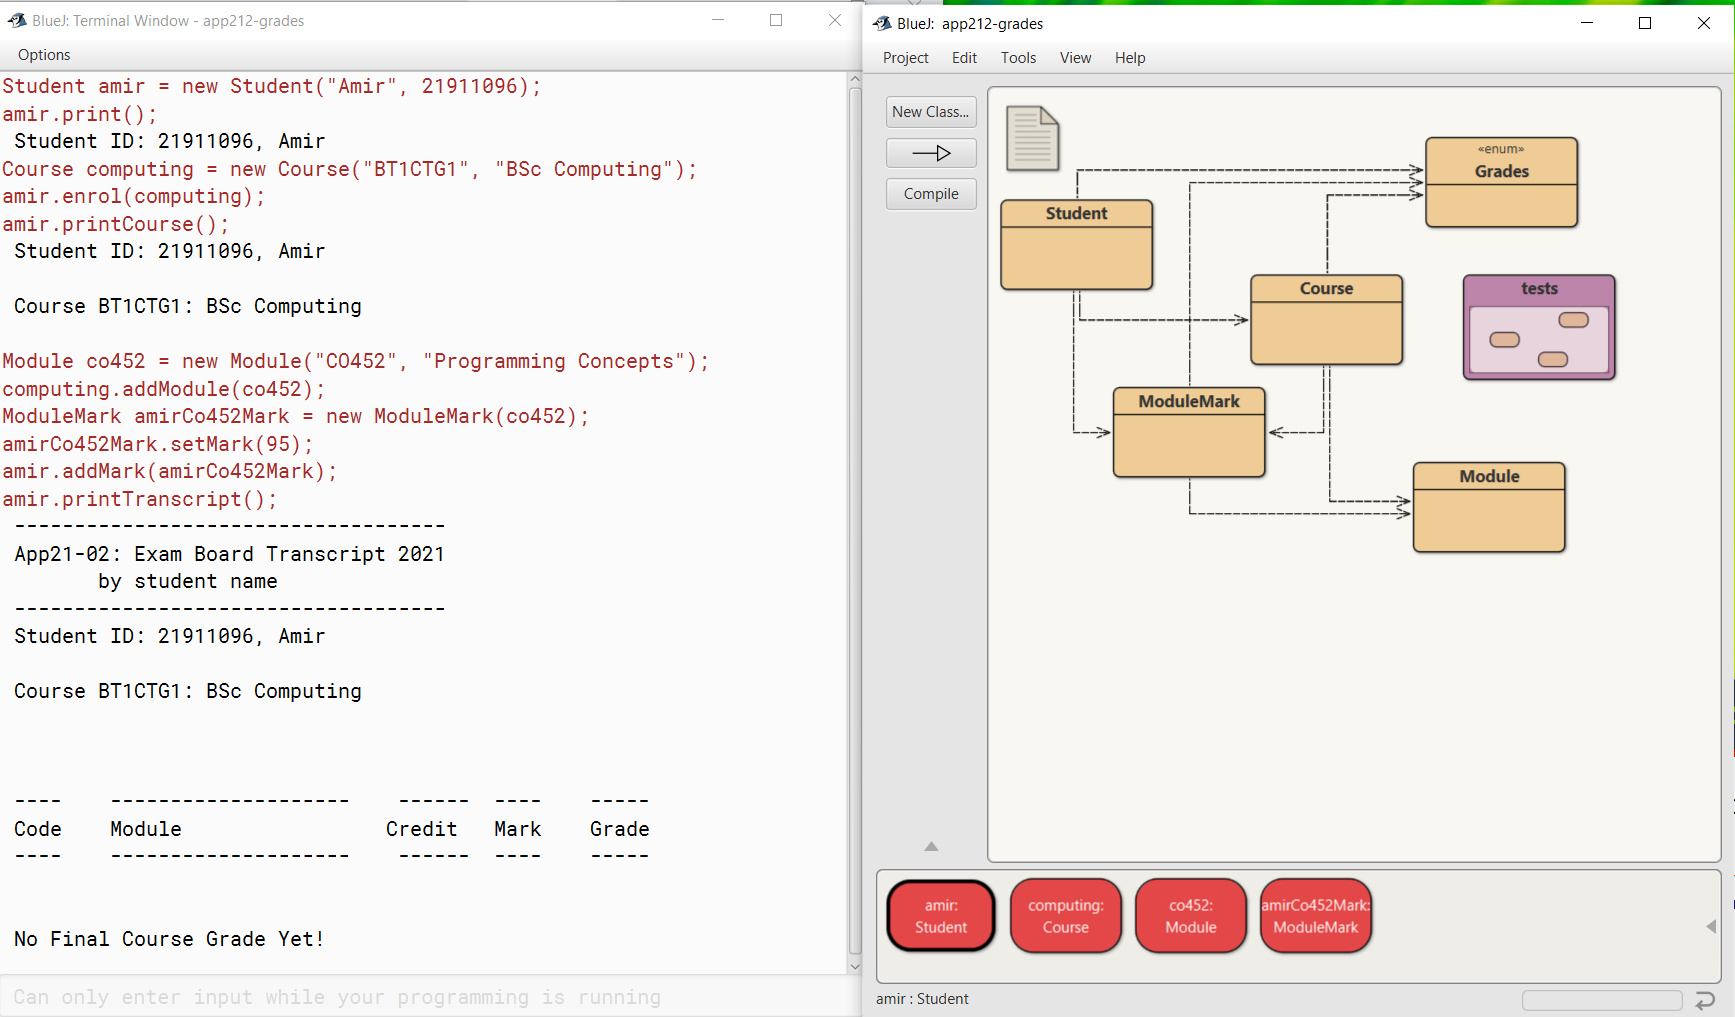 BlueJ: Terminal Window - app212-grades
Options
Student amir = new Student("Amir", 21911096);
amir.print();
Student ID: 21911096, Amir
Course computing = new Course("BT1CTG1", "BSc Computing");
amir.enrol(computing);
amir.printCourse();
Student ID: 21911096, Amir
Course BT1CTG1: BSc Computing
Module co452 = new Module("CO452", "Programming Concepts");
computing.addModule(co452);
ModuleMark amirCo452Mark = new ModuleMark(co452);
amirCo452Mark.setMark(95);
amir.addMark(amirCo452Mark);
amir.printTranscript();
------------------------------------
App21-02: Exam Board Transcript 2021
by student name
------------------------------------
Student ID: 21911096, Amir
Course BT1CTG1: BSc Computing
---- -------------------- ------ ---- -----
Code Module Credit Mark Grade
---- -------------------- ------ ---- -----
No Final Course Grade Yet!
Can only enter input while your programming is running
BlueJ: app212-grades
Project Edit Tools View Help
New Class...
Compile
«enum»
Grades
Student
Course
tests
ModuleMark
Module
amir:
Student
computing:
Course
co452:
Module
amirCo452Mark:
ModuleMark
amir : Student